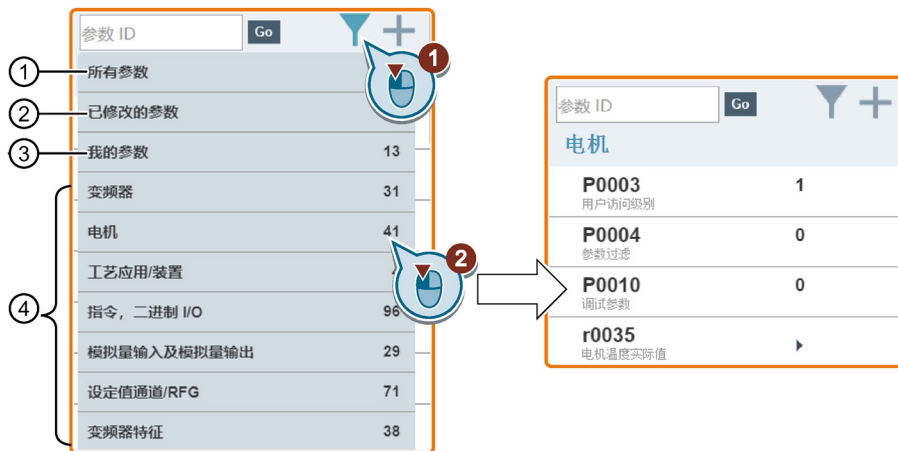 参数 ID
Go
1
① 所有参数
② 已修改的参数
③ 我的参数 13
④
变频器 31
电机 41
2
工艺应用/装置
指令，二进制 I/O 96
模拟量输入及模拟量输出 29
设定值通道/RFG 71
变频器特征 38
参数 ID
Go
电机
P0003 1
用户访问级别
P0004 0
参数过滤
P0010 0
调试参数
r0035
电机温度实际值